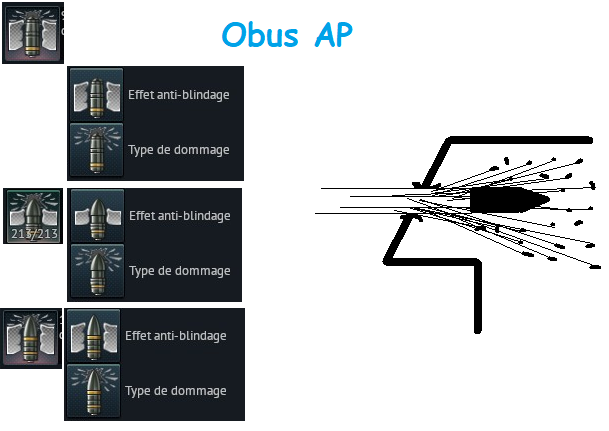 Obus AP
Effet anti-blindage
Type de dommage
213/213
Effet anti-blindage
Type de dommage
Effet anti-blindage
Type de dommage